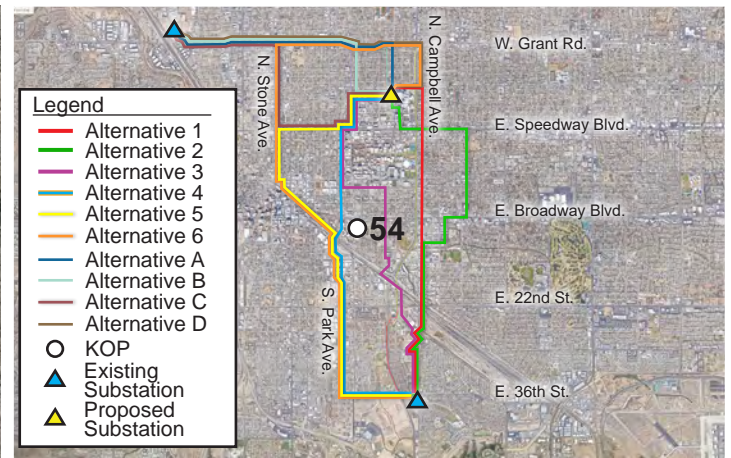 Legend
Alternative 1
Alternative 2
Alternative 3
Alternative 4
Alternative 5
Alternative 6
Alternative A
Alternative B
Alternative C
Alternative D
KOP
Existing
Substation
Proposed
Substation
N. Stone Ave.
N. Campbell Ave.
S. Park Ave.
54
W. Grant Rd.
E. Speedway Blvd.
E. Broadway Blvd.
E. 22nd St.
E. 36th St.